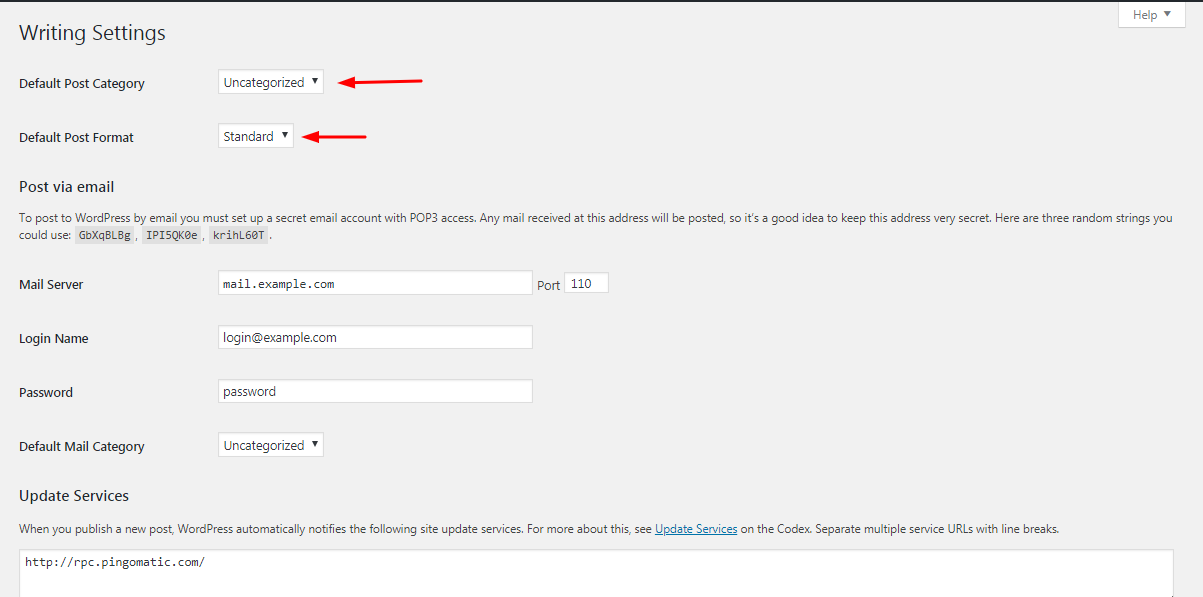 Help ▼
Writing Settings
Default Post Category Uncategorized ▼
Default Post Format Standard ▼
Post via email
To post to WordPress by email you must set up a secret email account with POP3 access. Any mail received at this address will be posted, so it's a good idea to keep this address very secret. Here are three random strings you
could use: GbXqBLBg , IPI5QK0e , krihL60T .
Mail Server mail.example.com Port 110
Login Name login@example.com
Password password
Default Mail Category Uncategorized ▼
Update Services
When you publish a new post, WordPress automatically notifies the following site update services. For more about this, see Update Services on the Codex. Separate multiple service URLs with line breaks.
http://rpc.pingomatic.com/